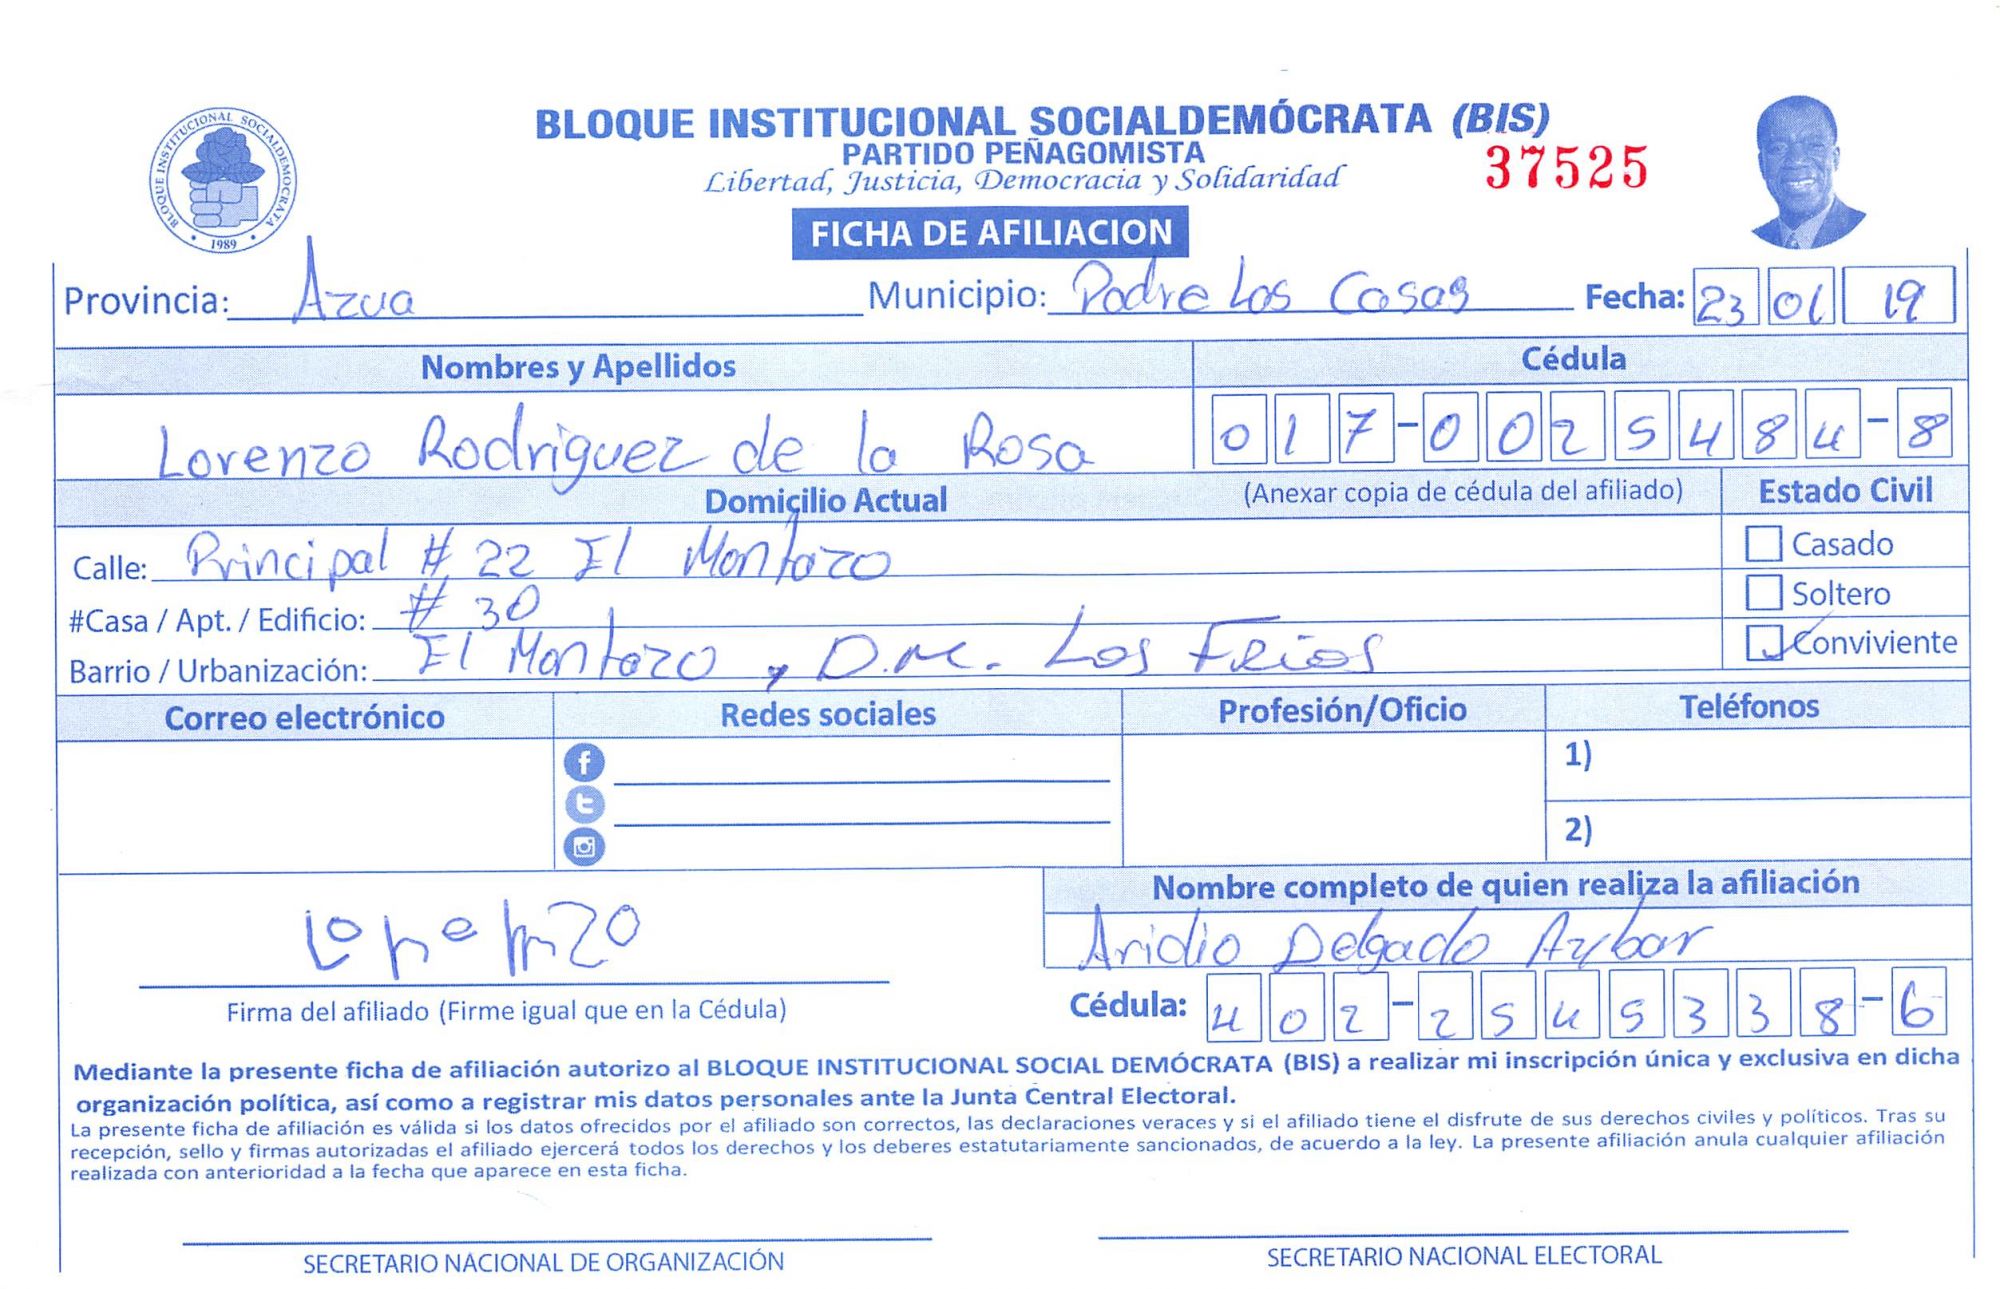 BLOQUE INSTITUCIONAL SOCIALDEMOCRATA
1989
BLOQUE INSTITUCIONAL SOCIALDEMÓCRATA (BIS)
PARTIDO PEÑAGOMISTA
37525
Libertad, Justicia, Democracia y Solidaridad
FICHA DE AFILIACION
Provincia: Azua Municipio: Padre Las Casas Fecha: 23 01 19
Nombres y Apellidos Cédula
Lorenzo Rodriguez de la Rosa 017-0025484-8
Domicilio Actual (Anexar copia de cédula del afiliado) Estado Civil
Calle: Principal # 22 El Montazo Casado
#Casa / Apt. / Edificio: # 30 Soltero
Barrio / Urbanización: El Montazo, D.M. Las Frias Conviviente
Correo electrónico Redes sociales Profesión/Oficio Teléfonos
1)
2)
Nombre completo de quien realiza la afiliación
Lonenzo Aridio Delgado Aybar
Firma del afiliado (Firme igual que en la Cédula) Cédula: 402-2545338-6
Mediante la presente ficha de afiliación autorizo al BLOQUE INSTITUCIONAL SOCIAL DEMÓCRATA (BIS) a realizar mi inscripción única y exclusiva en dicha
organización política, así como a registrar mis datos personales ante la Junta Central Electoral.
La presente ficha de afiliación es válida si los datos ofrecidos por el afiliado son correctos, las declaraciones veraces y si el afiliado tiene el disfrute de sus derechos civiles y políticos. Tras su
recepción, sello y firmas autorizadas el afiliado ejercerá todos los derechos y los deberes estatutariamente sancionados, de acuerdo a la ley. La presente afiliación anula cualquier afiliación
realizada con anterioridad a la fecha que aparece en esta ficha.
SECRETARIO NACIONAL DE ORGANIZACIÓN SECRETARIO NACIONAL ELECTORAL